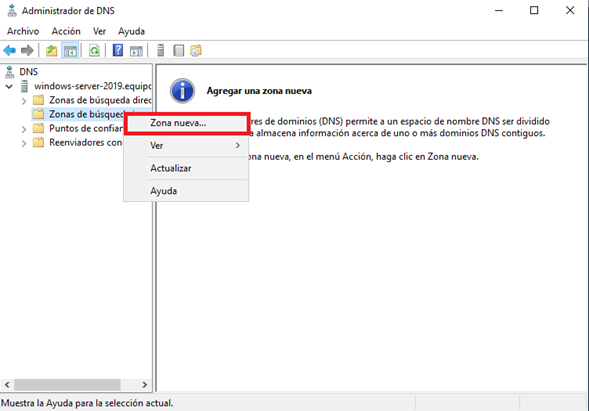 Administrador de DNS
Archivo Acción Ver Ayuda
DNS
windows-server-2019.equipo
Zonas de búsqueda direc
Zonas de búsqueda
Puntos de confian
Reenviadores con
Zona nueva...
Ver
Actualizar
Ayuda
Agregar una zona nueva
res de dominios (DNS) permite a un espacio de nombre DNS ser dividido
a almacena información acerca de uno o más dominios DNS contiguos.
ona nueva, en el menú Acción, haga clic en Zona nueva.
Muestra la Ayuda para la selección actual.